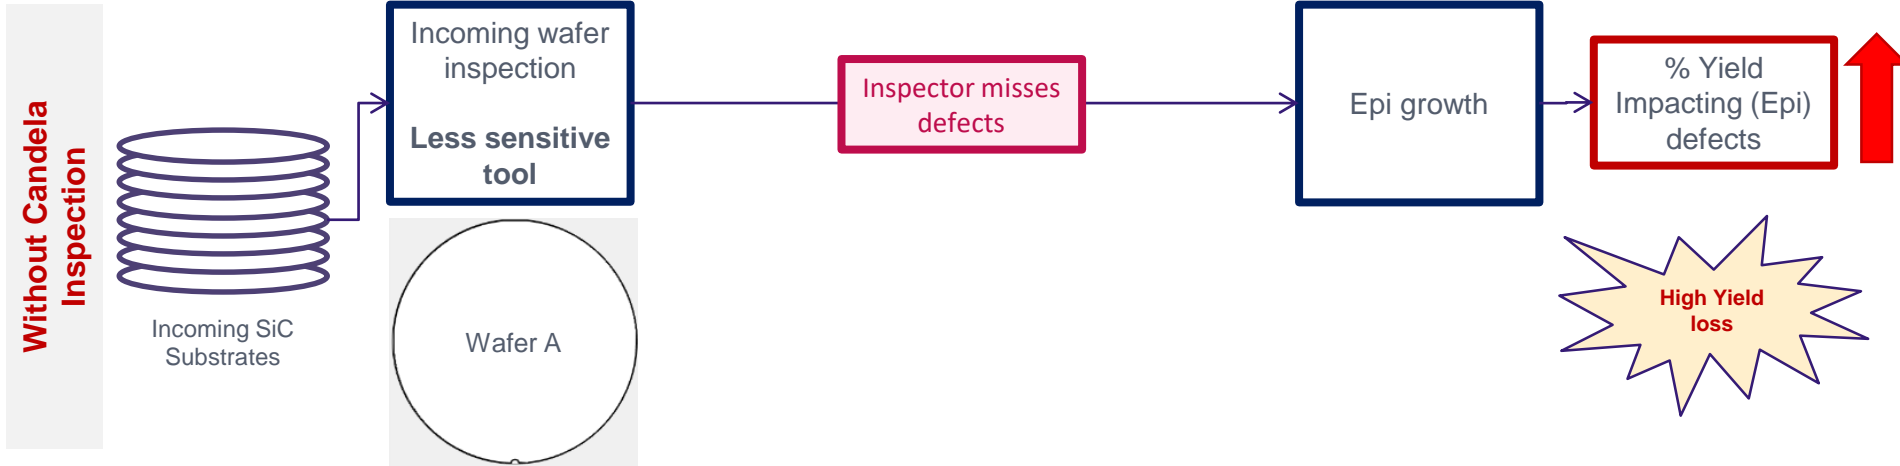 Without Candela
Inspection
Incoming SiC
Substrates
Incoming wafer
inspection
Less sensitive
tool
Wafer A
Inspector misses
defects
Epi growth
% Yield
Impacting (Epi)
defects
High Yield
loss